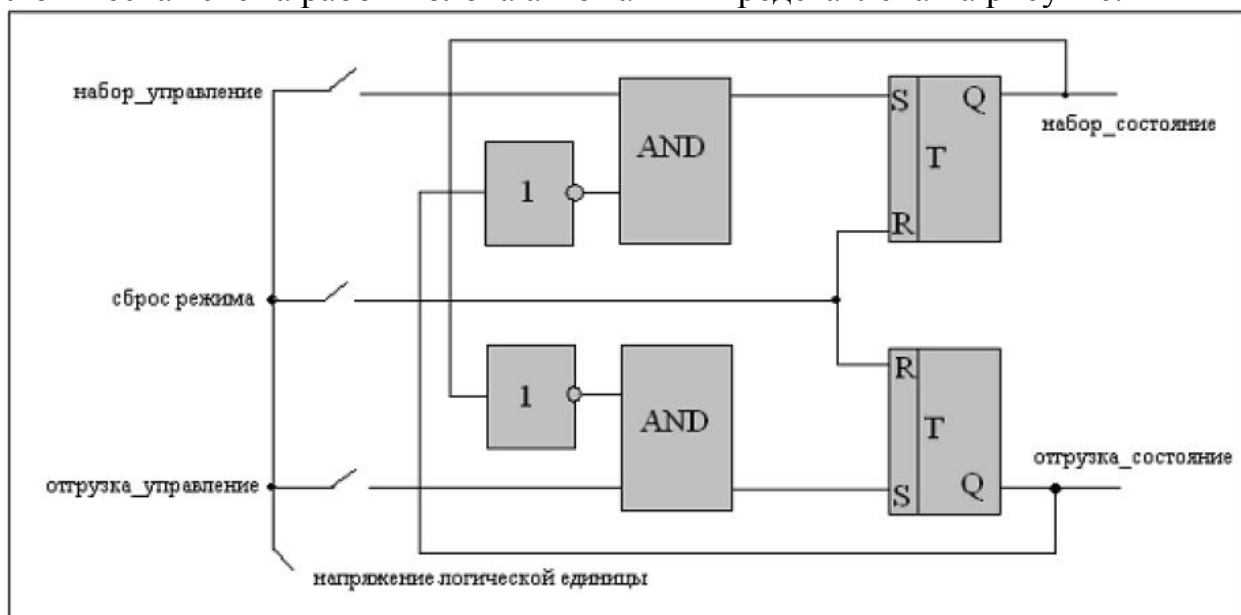 набор_управление
S
Q
AND
T
набор_состояние
1
R
сброс режима
1
R
AND
T
отгрузка_состояние
отгрузка_управление
S
Q
напряжение логической единицы